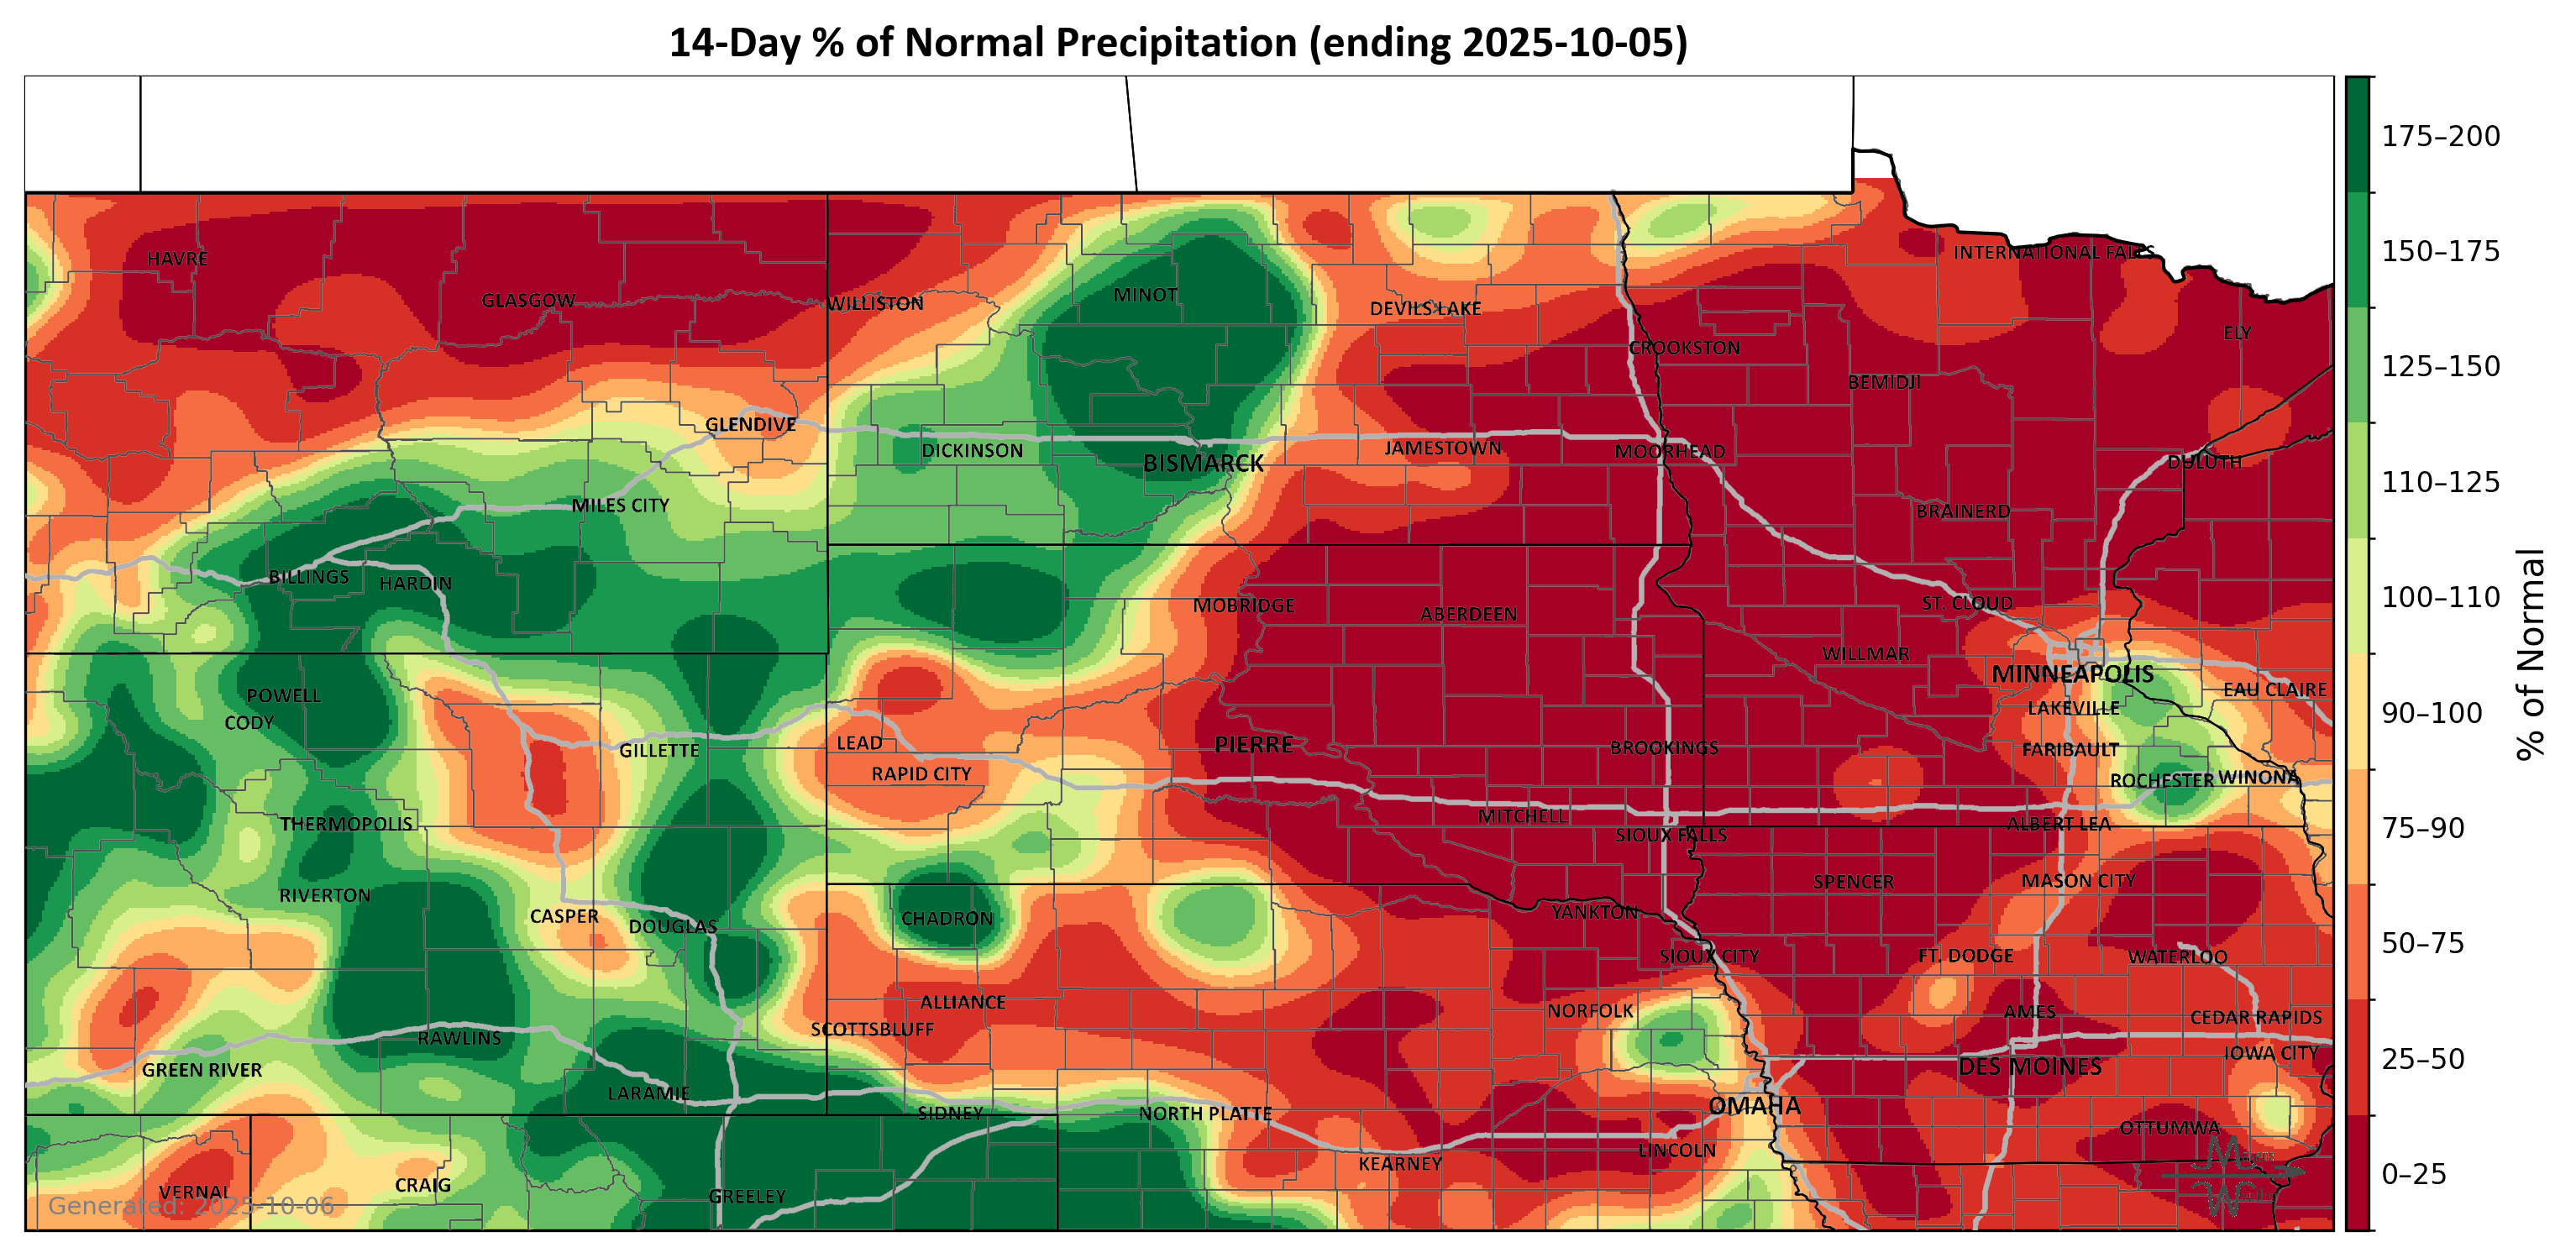 14-Day % of Normal Precipitation (ending 2025-10-05)
175–200
INTERNATIONAL FALLS
150–175
HAVRE
MINOT
GLASGOW
WILLISTON
DEVILS LAKE
ELY
CROOKSTON
125–150
BEMIDJI
GLENDIVE
DICKINSON
BISMARCK
JAMESTOWN
MOORHEAD
DULUTH
110–125
MILES CITY
BRAINERD
BILLINGS
HARDIN
100–110
MOBRIDGE
ABERDEEN
ST. CLOUD
WILLMAR
MINNEAPOLIS
% of Normal
POWELL
EAU CLAIRE
CODY
LAKEVILLE
90–100
GILLETTE
LEAD
PIERRE
BROOKINGS
FARIBAULT
RAPID CITY
ROCHESTER
WINONA
THERMOPOLIS
MITCHELL
SIOUX FALLS
ALBERT LEA
75–90
RIVERTON
SPENCER
MASON CITY
CASPER
CHADRON
YANKTON
DOUGLAS
SIOUX CITY
FT. DODGE
WATERLOO
50–75
ALLIANCE
NORFOLK
AMES
SCOTTSBLUFF
CEDAR RAPIDS
RAWLINS
IOWA CITY
GREEN RIVER
DES MOINES
25–50
LARAMIE
SIDNEY
NORTH PLATTE
OMAHA
OTTUMWA
KEARNEY
LINCOLN
VERNAL
CRAIG
GREELEY
0–25
Generated: 2025-10-06